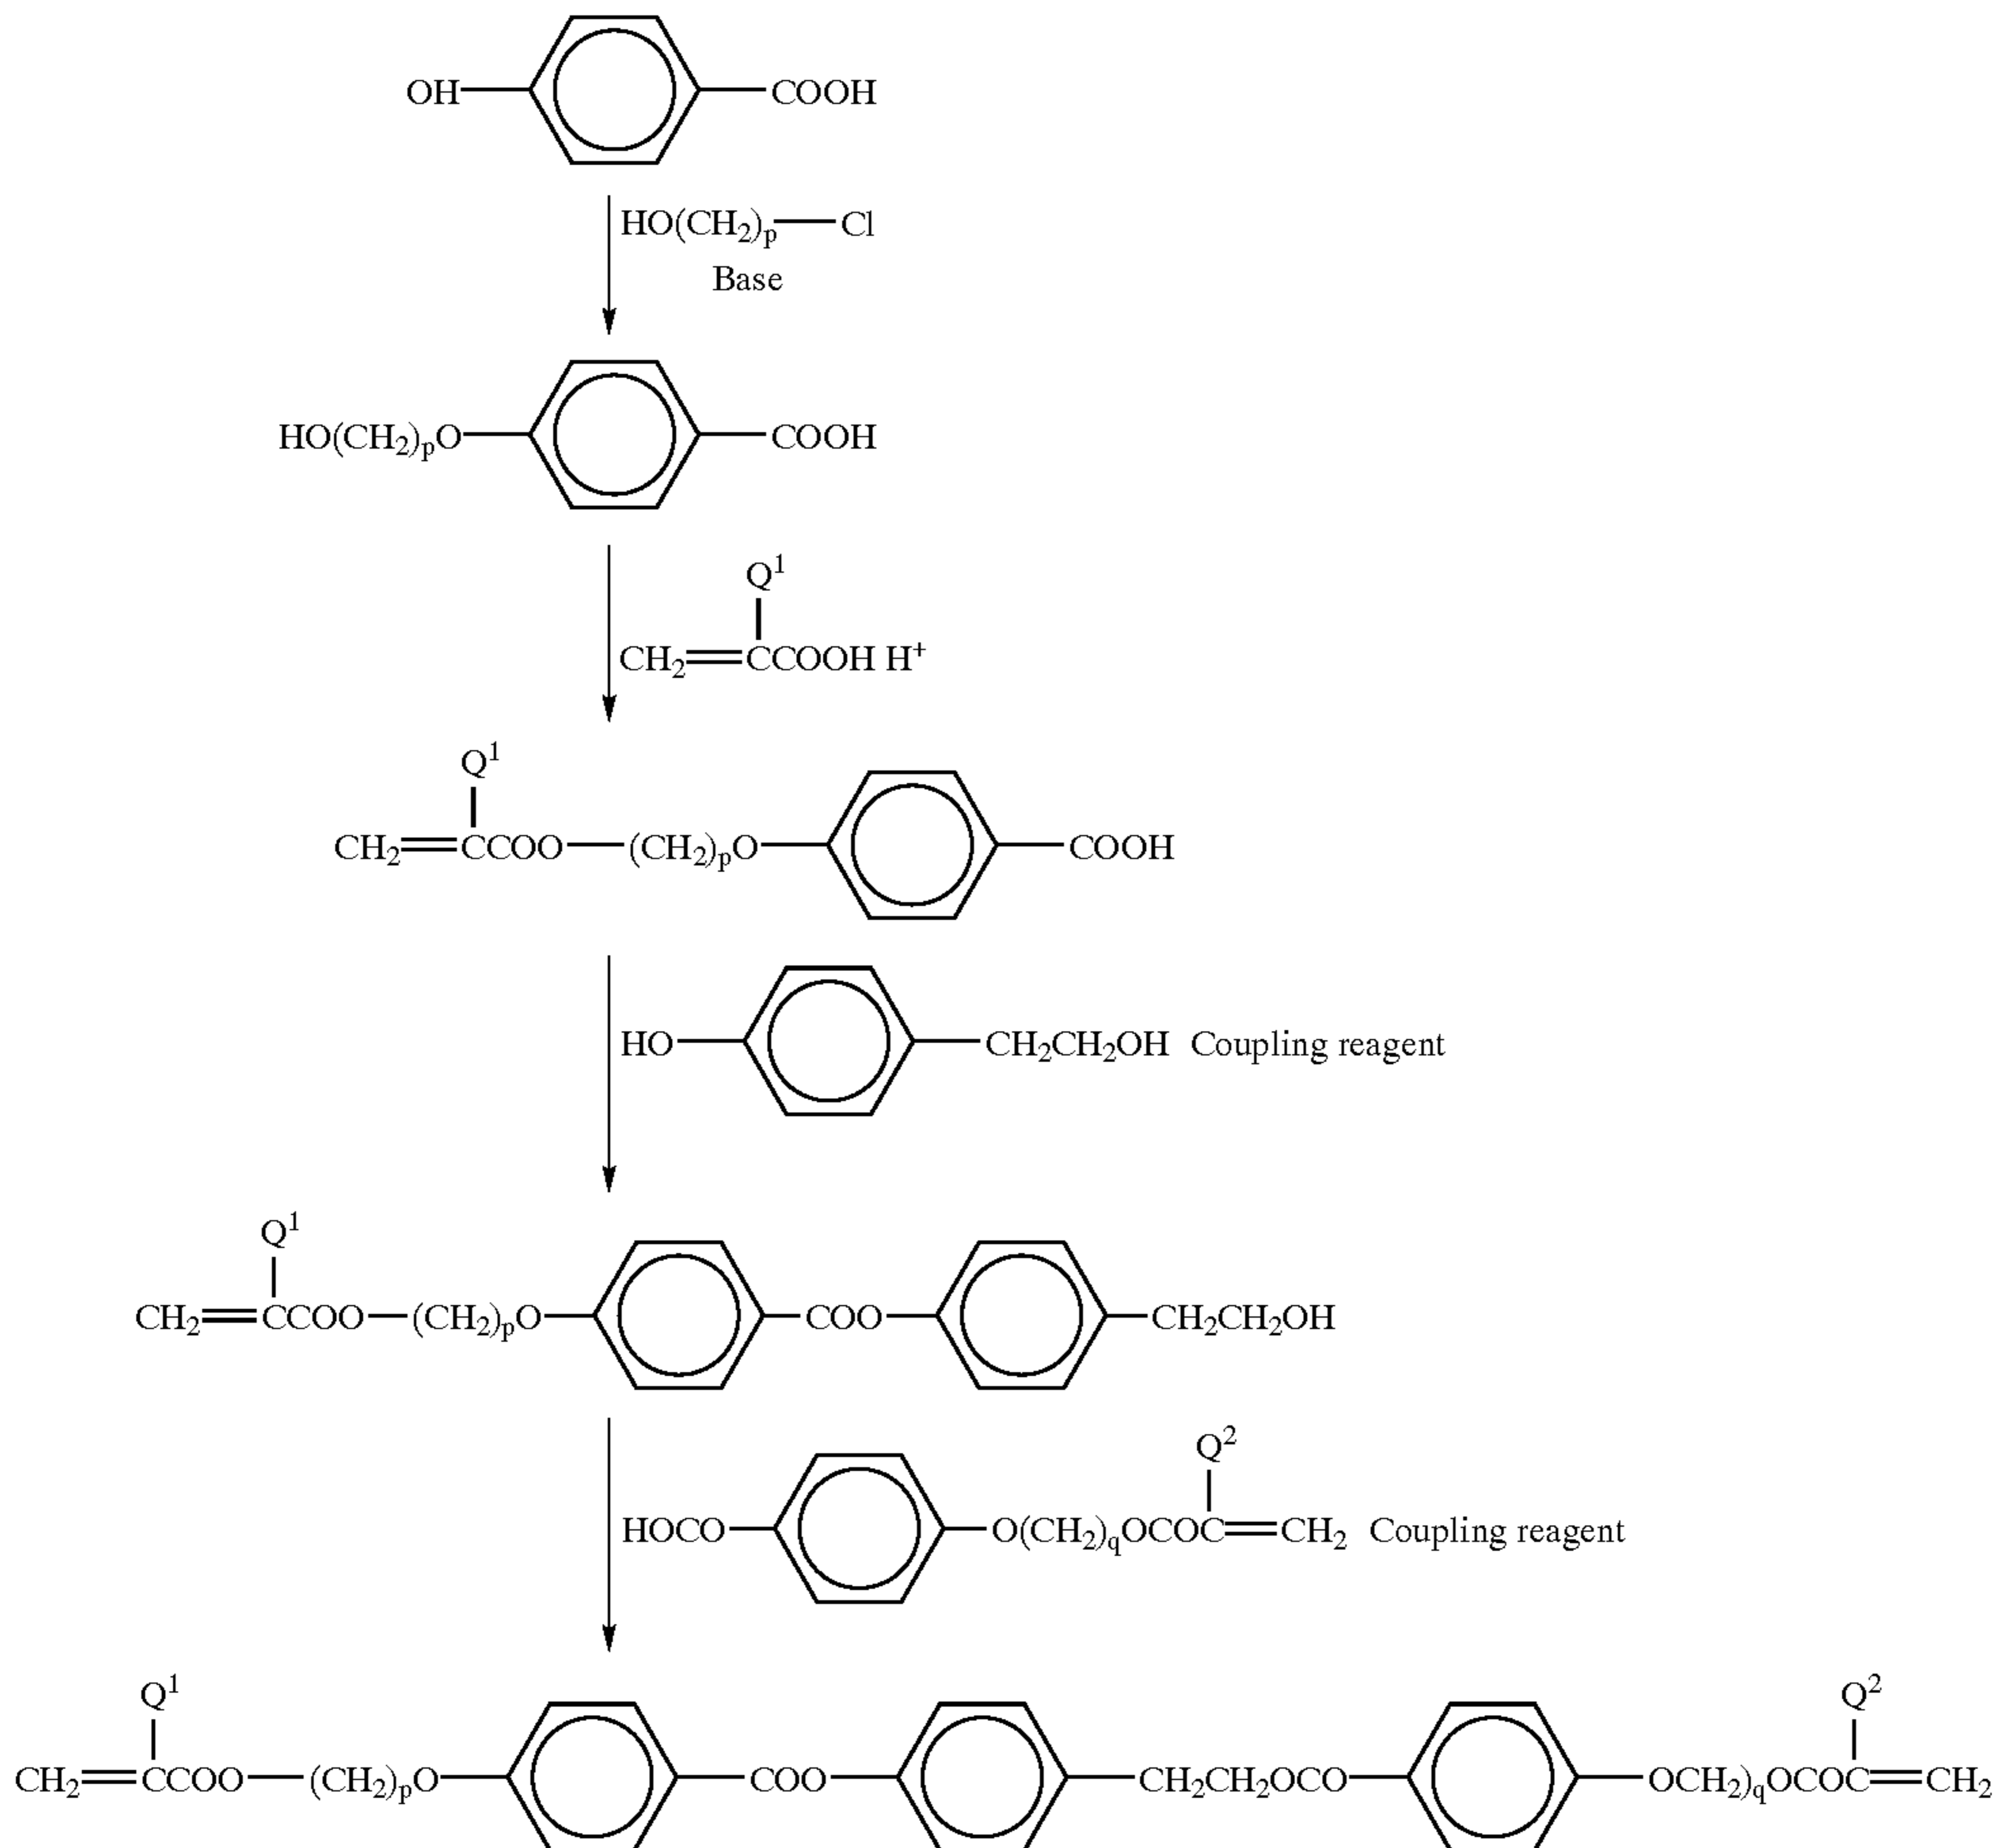 OH COOH
HO(CH2)p Cl
Base
HO(CH2)pO COOH
Q1
CH2 CCOOH H+
Q1
CH2 CCOO (CH2)pO COOH
HO CH2CH2OH Coupling reagent
Q1
CH2 CCOO (CH2)pO COO CH2CH2OH
Q2
HOCO O(CH2)qOCOC CH2 Coupling reagent
Q1 Q2
CH2 CCOO (CH2)pO COO CH2CH2OCO OCH2)qOCOC CH2